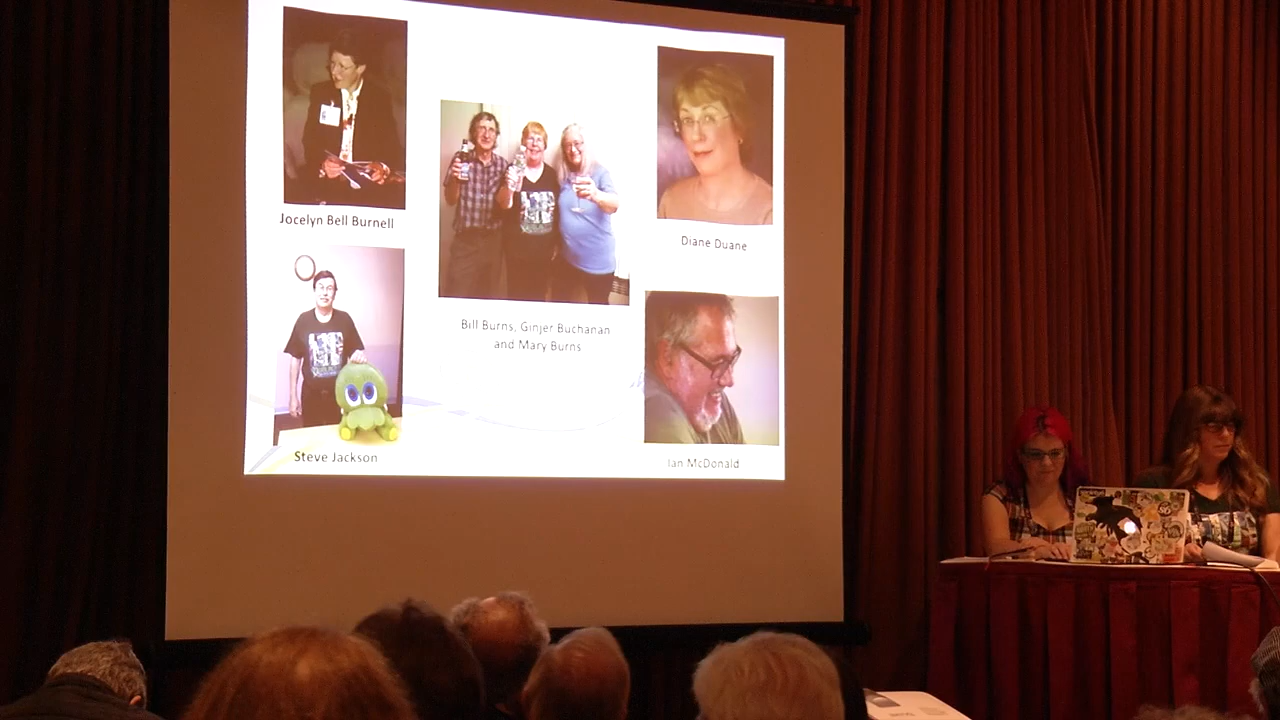 Jocelyn Bell Burnell
Diane Duane
Bill Burns, Ginjer Buchanan
and Mary Burns
Steve Jackson
Ian McDonald